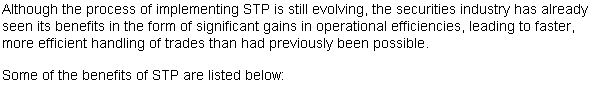 Although the process of implementing STP is still evolving, the securities industry has already
seen its benefits in the form of significant gains in operational efficiencies, leading to faster,
more efficient handling of trades than had previously been possible.
Some of the benefits of STP are listed below: